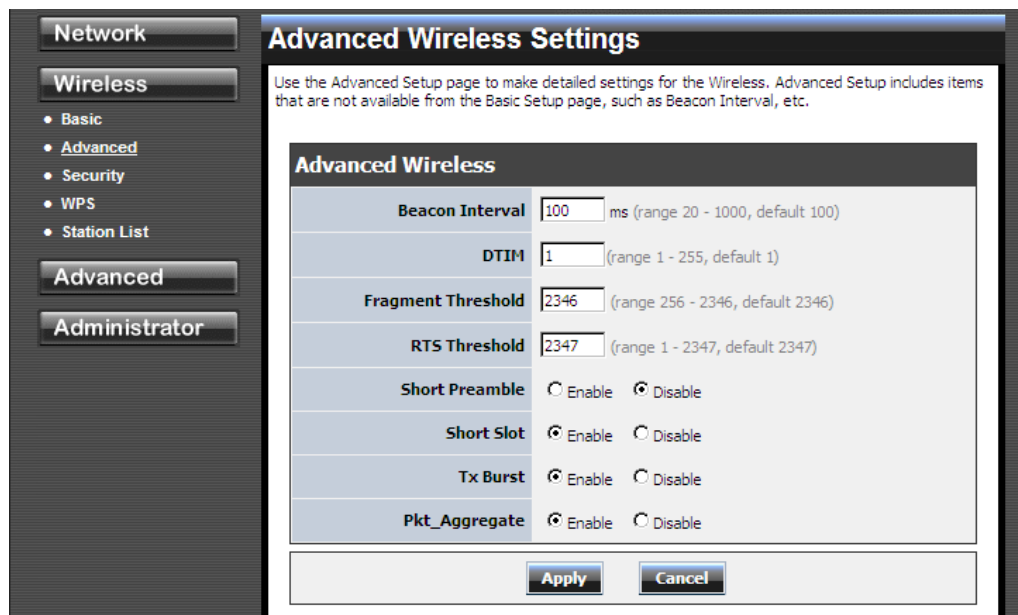 Network
Wireless
• Basic
• Advanced
• Security
• WPS
• Station List
Advanced
Administrator
Advanced Wireless Settings
Use the Advanced Setup page to make detailed settings for the Wireless. Advanced Setup includes items
that are not available from the Basic Setup page, such as Beacon Interval, etc.
Advanced Wireless
Beacon Interval 100 ms (range 20 - 1000, default 100)
DTIM 1 (range 1 - 255, default 1)
Fragment Threshold 2346 (range 256 - 2346, default 2346)
RTS Threshold 2347 (range 1 - 2347, default 2347)
Short Preamble Enable Disable
Short Slot Enable Disable
Tx Burst Enable Disable
Pkt_Aggregate Enable Disable
Apply Cancel